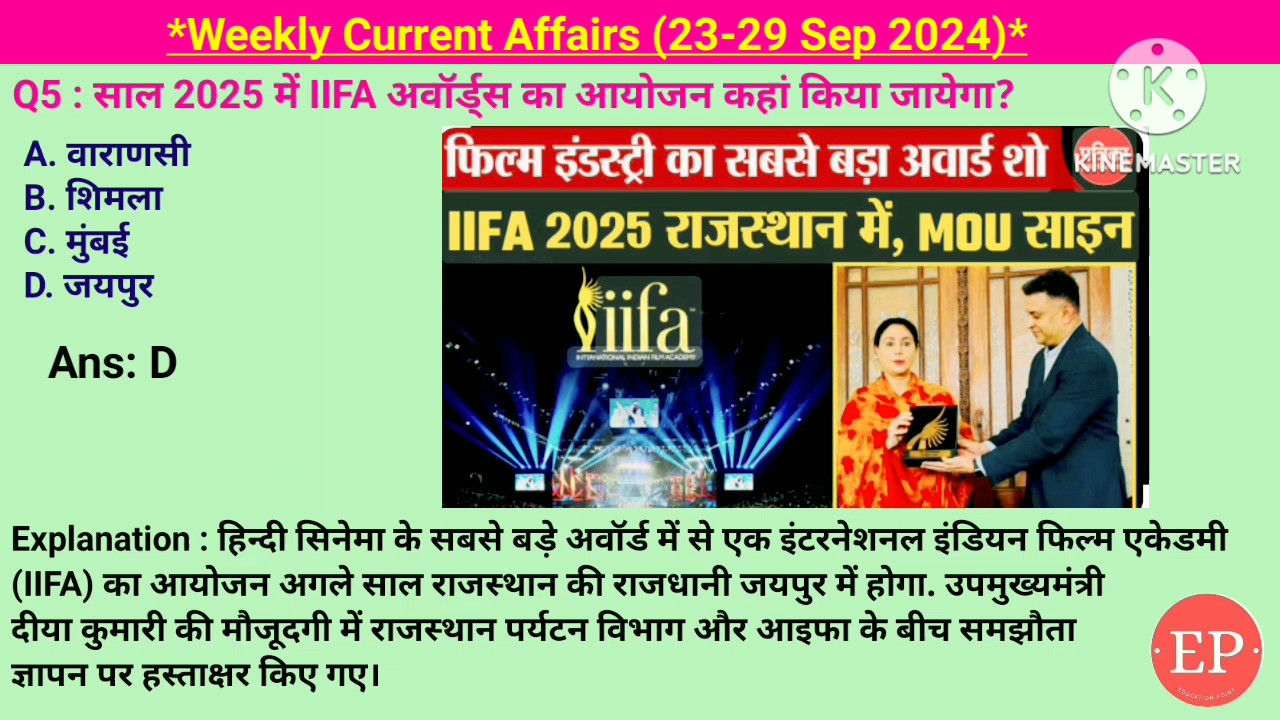 *Weekly Current Affairs (23-29 Sep 2024)*
Q5 : साल 2025 में IIFA अवॉर्ड्स का आयोजन कहां किया जायेगा?
A. वाराणसी
B. शिमला
C. मुंबई
D. जयपुर
Ans: D
फिल्म इंडस्ट्री का सबसे बड़ा अवार्ड शो
पत्रिका
K
KINEMASTER
IIFA 2025 राजस्थान में, MOU साइन
iifa
INTERNATIONAL INDIAN FILM ACADEMY
Explanation : हिन्दी सिनेमा के सबसे बड़े अवॉर्ड में से एक इंटरनेशनल इंडियन फिल्म एकेडमी
(IIFA) का आयोजन अगले साल राजस्थान की राजधानी जयपुर में होगा. उपमुख्यमंत्री
दीया कुमारी की मौजूदगी में राजस्थान पर्यटन विभाग और आइफा के बीच समझौता
ज्ञापन पर हस्ताक्षर किए गए।
EP
EDUCATION POINT